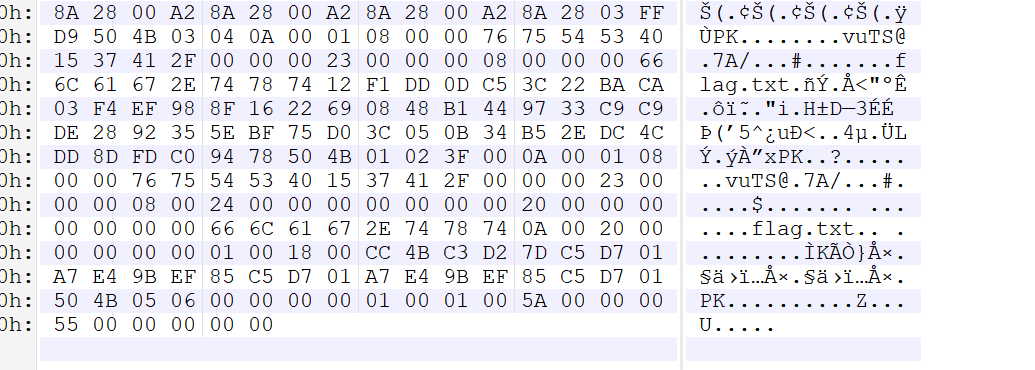 0h: 8A 28 00 A2 8A 28 00 A2 8A 28 00 A2 8A 28 03 FF Š(.¢Š(.¢Š(.¢Š(.ÿ
0h: D9 50 4B 03 04 0A 00 01 08 00 00 76 75 54 53 40 ÙPK........vuTS@
0h: 15 37 41 2F 00 00 00 23 00 00 00 08 00 00 00 66 .7A/...#.......f
0h: 6C 61 67 2E 74 78 74 12 F1 DD 0D C5 3C 22 BA CA lag.txt.ñÝ.Å<"ºÊ
0h: 03 F4 EF 98 8F 16 22 69 08 48 B1 44 97 33 C9 C9 .ôï˜.."i.H±D—3ÉÉ
0h: DE 28 92 35 5E BF 75 D0 3C 05 0B 34 B5 2E DC 4C Þ(’5^¿uÐ<..4µ.ÜL
0h: DD 8D FD C0 94 78 50 4B 01 02 3F 00 0A 00 01 08 Ý.ýÀ”xPK..?.....
0h: 00 00 76 75 54 53 40 15 37 41 2F 00 00 00 23 00 ..vuTS@.7A/...#.
0h: 00 00 08 00 24 00 00 00 00 00 00 00 20 00 00 00 ....$....... ...
0h: 00 00 00 00 66 6C 61 67 2E 74 78 74 0A 00 20 00 ....flag.txt.. .
0h: 00 00 00 00 01 00 18 00 CC 4B C3 D2 7D C5 D7 01 ........ÌKÃÒ}Å×.
0h: A7 E4 9B EF 85 C5 D7 01 A7 E4 9B EF 85 C5 D7 01 §ä›ï…Å×.§ä›ï…Å×.
0h: 50 4B 05 06 00 00 00 00 01 00 01 00 5A 00 00 00 PK..........Z...
0h: 55 00 00 00 00 00 U.....